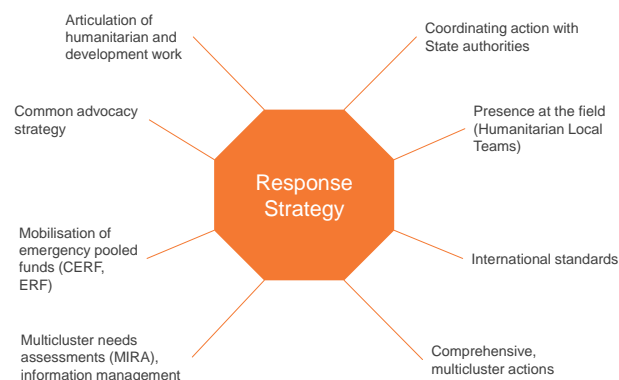 Articulation of
humanitarian and
development work
Coordinating action with
State authorities
Common advocacy
strategy
Presence at the field
(Humanitarian Local
Teams)
Response
Strategy
Mobilisation of
emergency pooled
funds (CERF,
ERF)
International standards
Multicluster needs
assessments (MIRA),
information management
Comprehensive,
multicluster actions